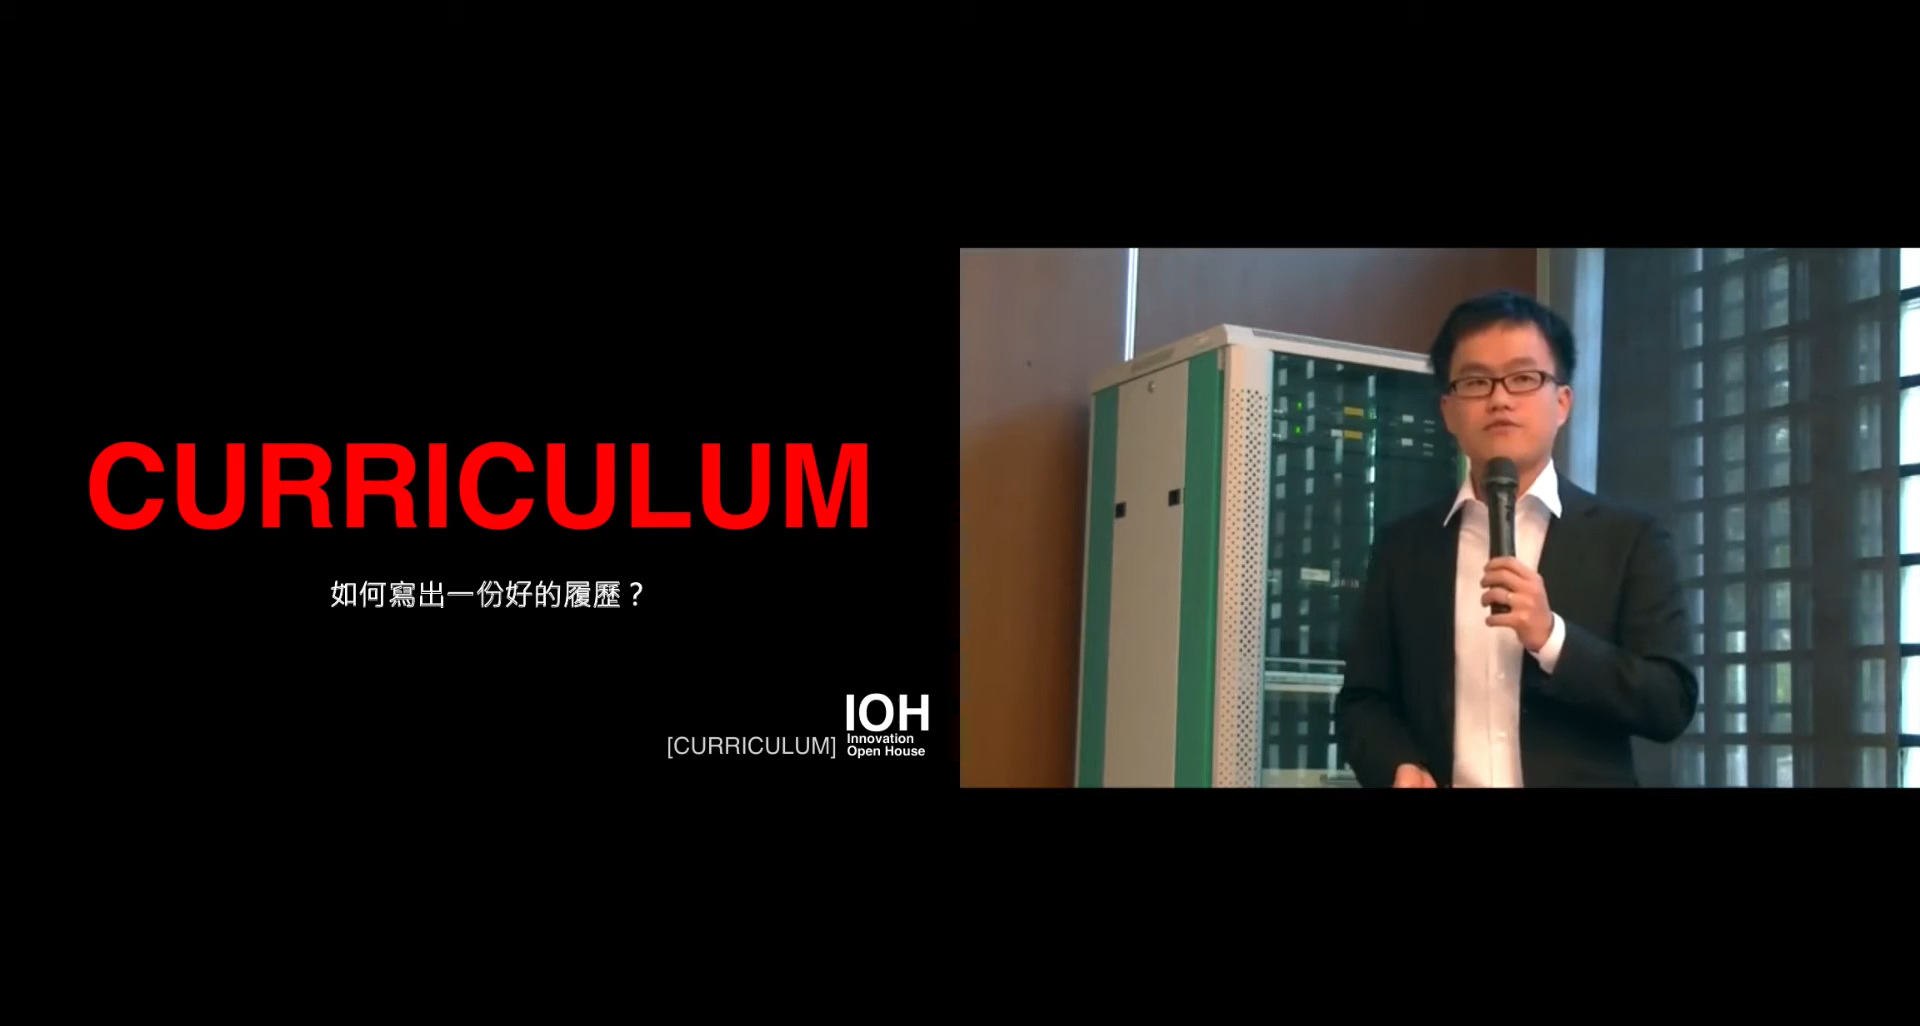 CURRICULUM
如何寫出一份好的履歷？
[CURRICULUM]
IOH
Innovation
Open House